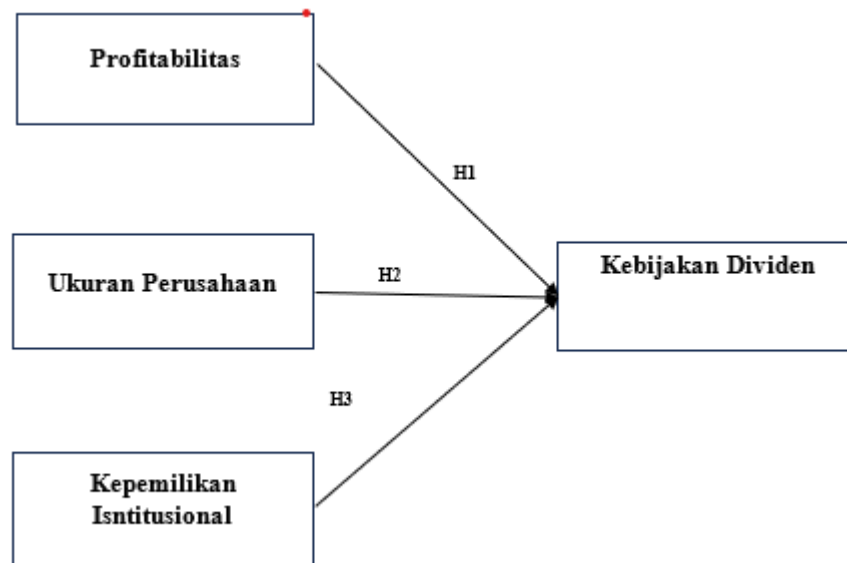 Profitabilitas
H1
Ukuran Perusahaan
H2
Kebijakan Dividen
H3
Kepemilikan
Isntitusional